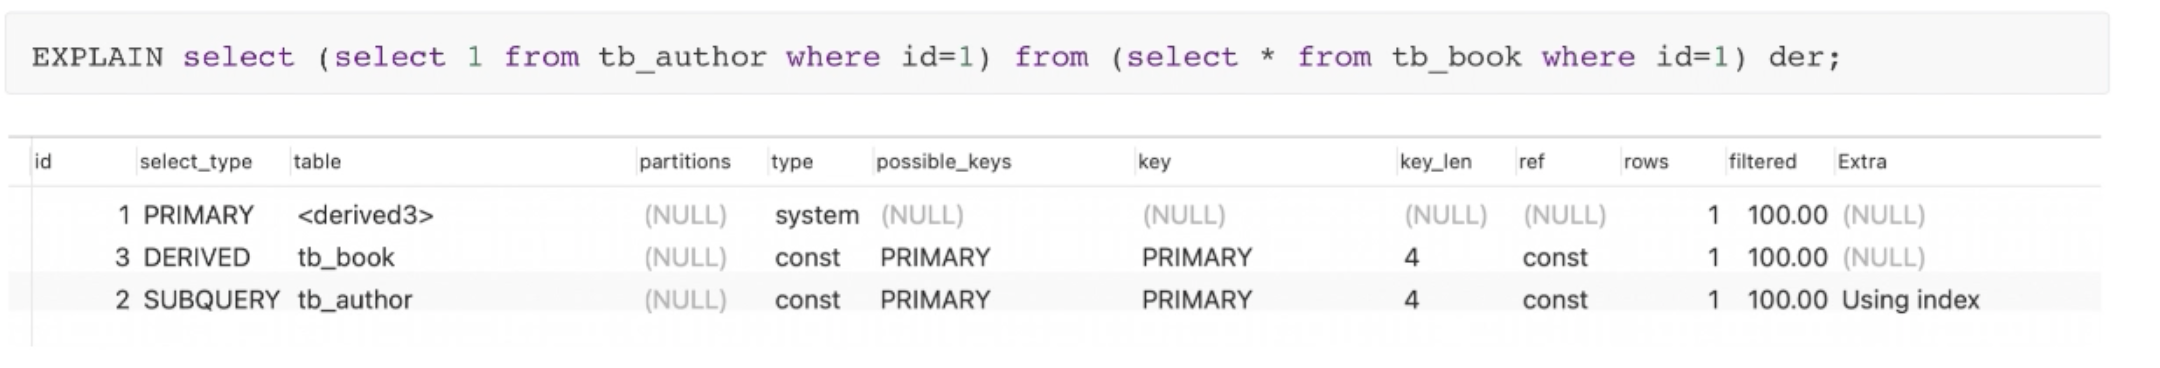 EXPLAIN select (select 1 from tb_author where id=1) from (select * from tb_book where id=1) der;
id select_type table partitions type possible_keys key key_len ref rows filtered Extra
1 PRIMARY <derived3> (NULL) system (NULL) (NULL) (NULL) (NULL) 1 100.00 (NULL)
3 DERIVED tb_book (NULL) const PRIMARY PRIMARY 4 const 1 100.00 (NULL)
2 SUBQUERY tb_author (NULL) const PRIMARY PRIMARY 4 const 1 100.00 Using index